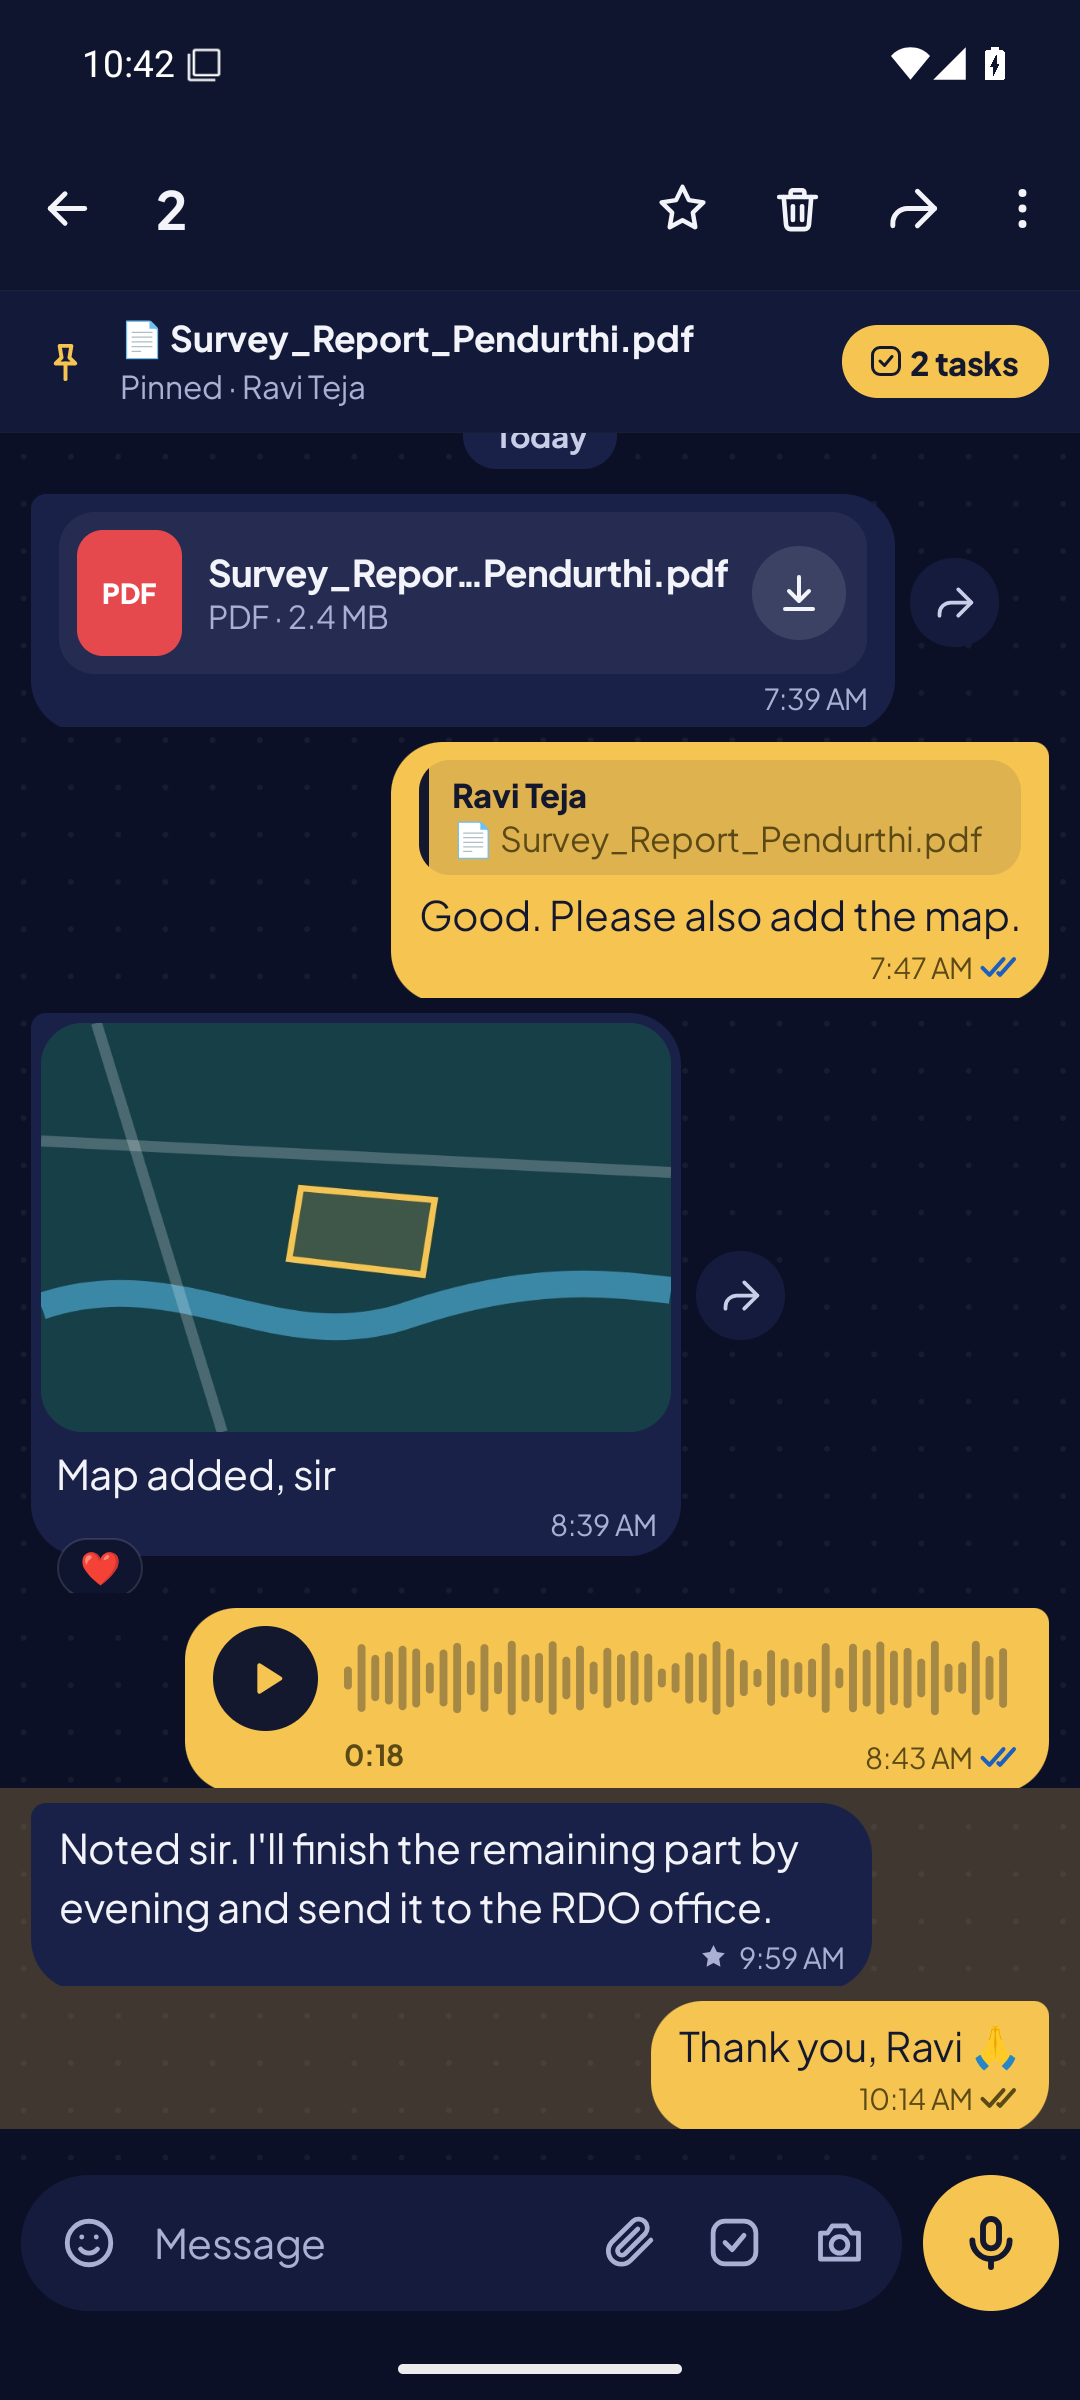 10:42
2
📄 Survey_Report_Pendurthi.pdf
Pinned · Ravi Teja
2 tasks
Today
PDF
Survey_Repor...Pendurthi.pdf
PDF · 2.4 MB
7:39 AM
Ravi Teja
📄 Survey_Report_Pendurthi.pdf
Good. Please also add the map.
7:47 AM
Map added, sir
8:39 AM
❤️
0:18
8:43 AM
Noted sir. I'll finish the remaining part by
evening and send it to the RDO office.
9:59 AM
Thank you, Ravi 🙏
10:14 AM
Message